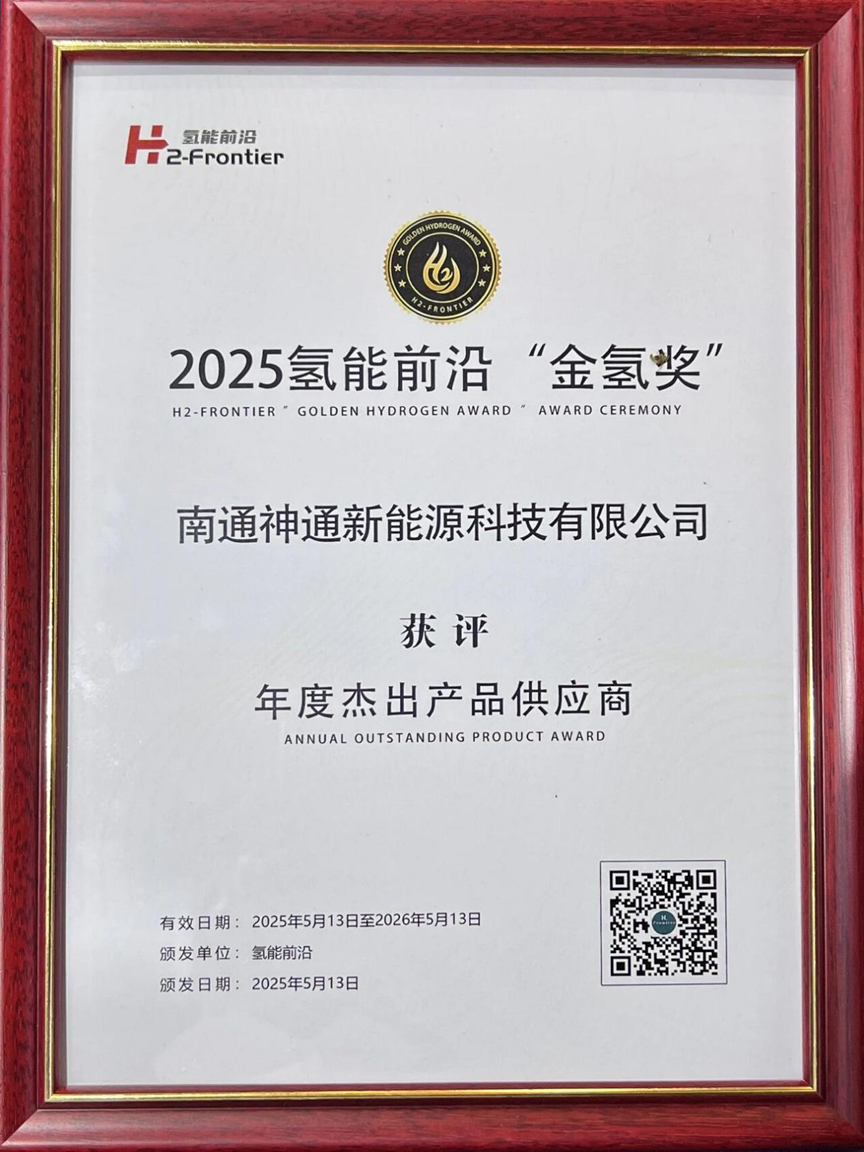 氢能前沿
H2-Frontier
GOLDEN HYDROGEN AWARD
H2
H2-FRONTIER
2025氢能前沿“金氢奖”
H2-FRONTIER " GOLDEN HYDROGEN AWARD " AWARD CEREMONY
南通神通新能源科技有限公司
获评
年度杰出产品供应商
ANNUAL OUTSTANDING PRODUCT AWARD
有效日期：2025年5月13日至2026年5月13日
颁发单位：氢能前沿
颁发日期：2025年5月13日